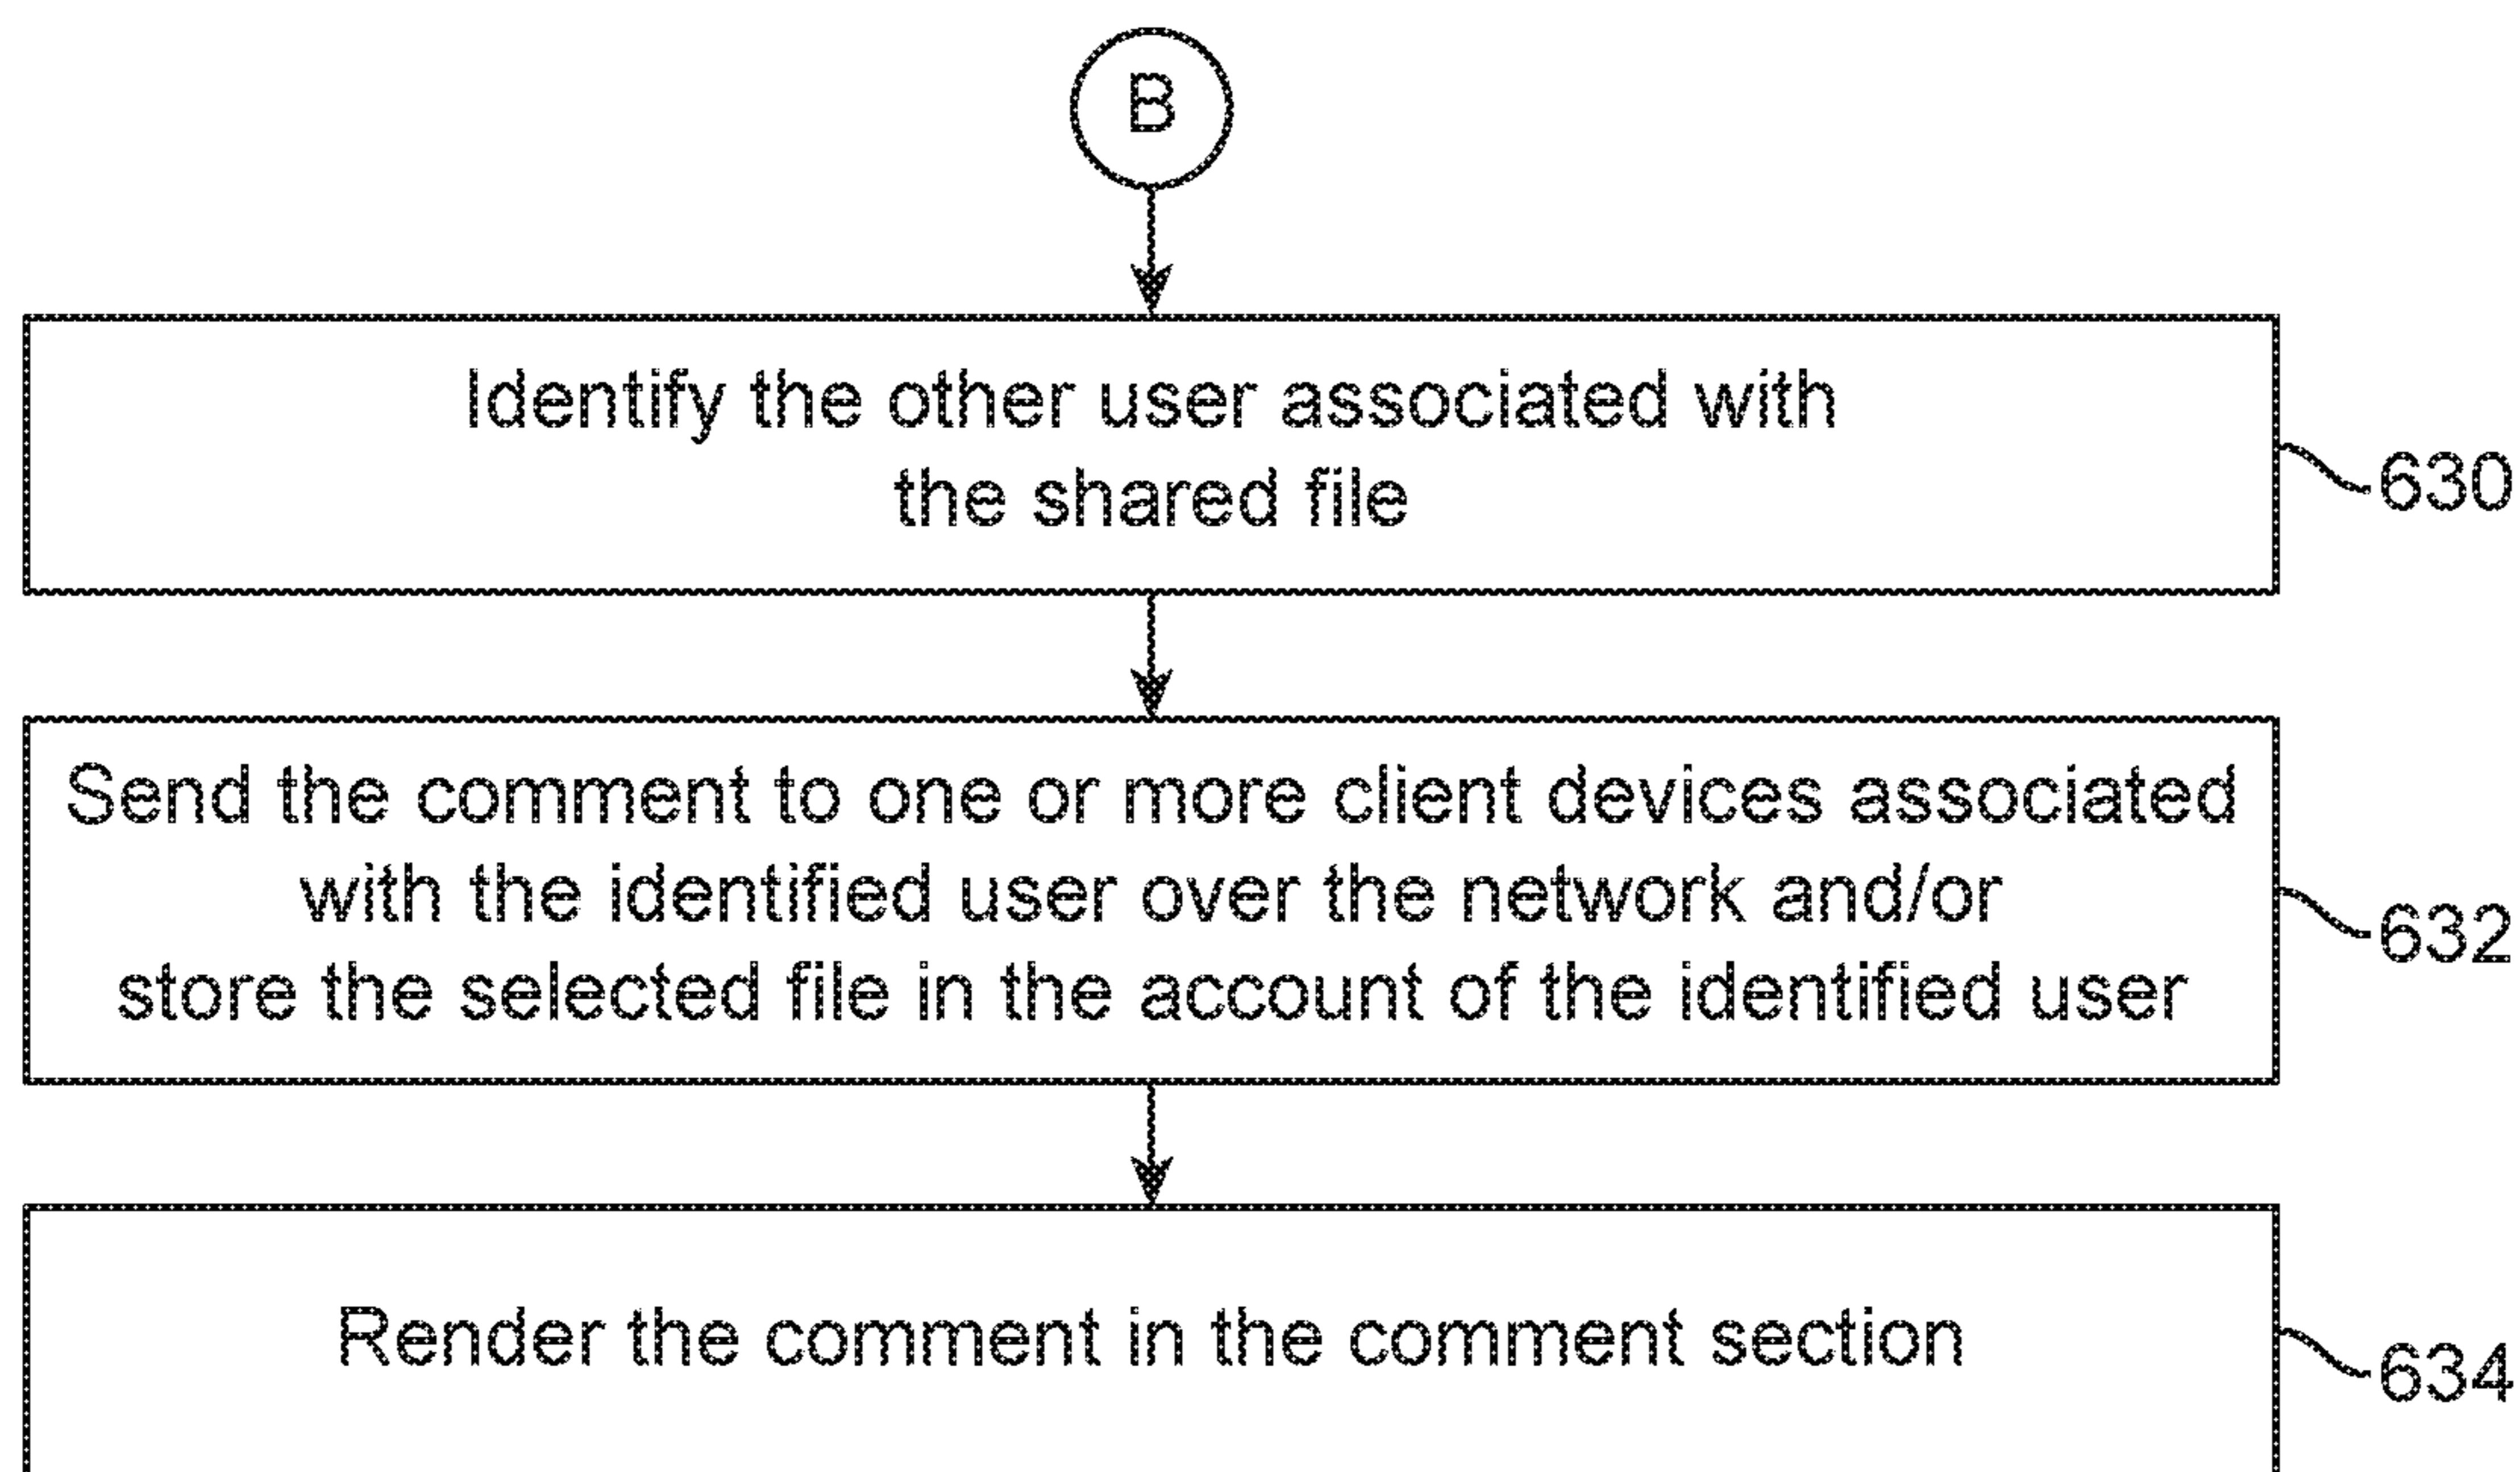 B
Identify the other user associated with
the shared file
630
Send the comment to one or more client devices associated
with the identified user over the network and/or
store the selected file in the account of the identified user
632
Render the comment in the comment section
634